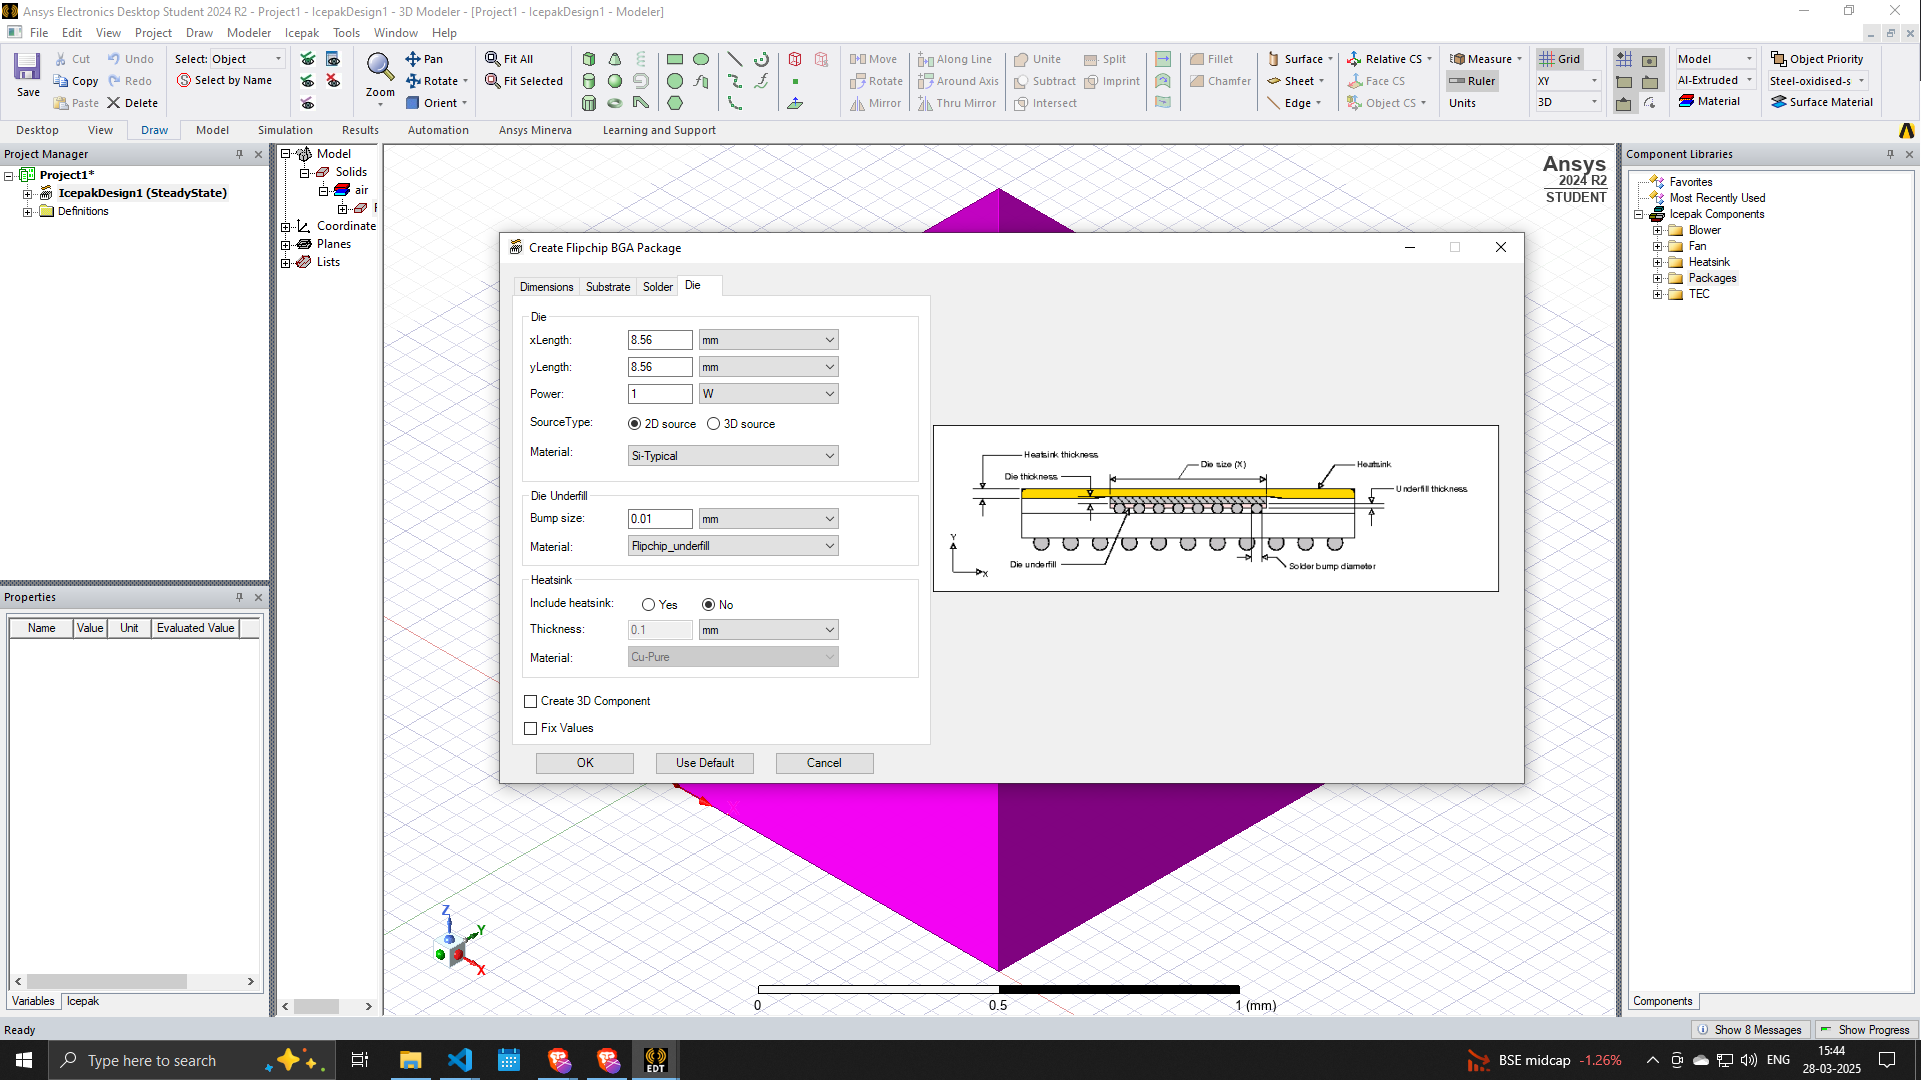 Ansys Electronics Desktop Student 2024 R2 - Project1 - IcepakDesign1 - 3D Modeler - [Project1 - IcepakDesign1 - Modeler]
File Edit View Project Draw Modeler Icepak Tools Window Help
Save
Cut Undo
Copy Redo
Paste Delete
Select: Object
Select by Name
Zoom
Pan
Rotate
Orient
Fit All
Fit Selected
Move
Rotate
Mirror
Along Line
Around Axis
Thru Mirror
Unite Split
Subtract Imprint
Intersect
Fillet
Chamfer
Surface
Sheet
Edge
Relative CS
Face CS
Object CS
Measure
Ruler
Units
Grid
XY
3D
Model
Al-Extruded
Material
Object Priority
Steel-oxidised-s
Surface Material
Desktop View Draw Model Simulation Results Automation Ansys Minerva Learning and Support
Project Manager
Project1*
IcepakDesign1 (SteadyState)
Definitions
Model
Solids
air
Coordinate
Planes
Lists
Ansys
2024 R2
STUDENT
Component Libraries
Favorites
Most Recently Used
Icepak Components
Blower
Fan
Heatsink
Packages
TEC
Create Flipchip BGA Package
Dimensions Substrate Solder Die
Die
xLength: 8.56 mm
yLength: 8.56 mm
Power: 1 W
SourceType: 2D source 3D source
Material: Si-Typical
Die Underfill
Bump size: 0.01 mm
Material: Flipchip_underfill
Heatsink
Include heatsink: Yes No
Thickness: 0.1 mm
Material: Cu-Pure
Create 3D Component
Fix Values
OK Use Default Cancel
Heatsink thickness
Die thickness
Die size (X)
Heatsink
Underfill thickness
Y
X
Die underfill
Solder bump diameter
Properties
Name Value Unit Evaluated Value
Variables Icepak
Z
Y
X
0 0.5 1 (mm)
Components
Ready
Show 8 Messages Show Progress
Type here to search
EDT
BSE midcap -1.26%
ENG
15:44
28-03-2025